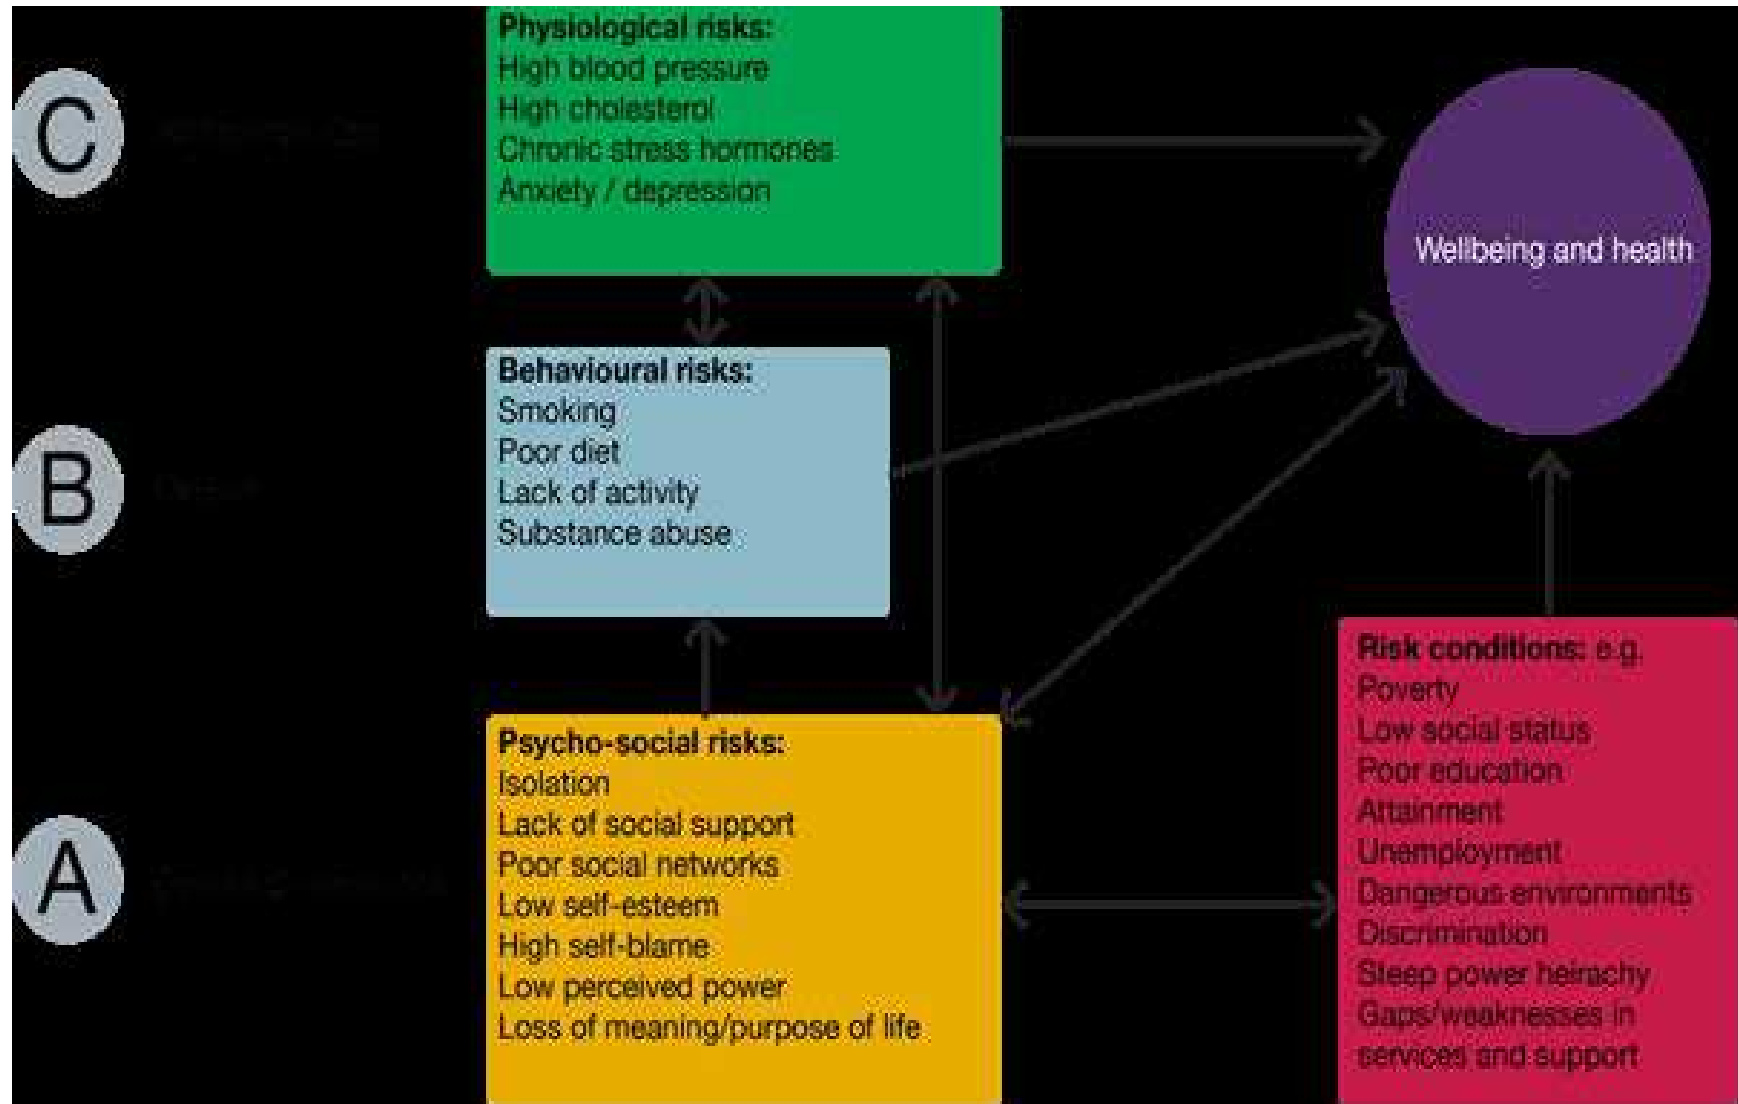 C
Physiological risks:
High blood pressure
High cholesterol
Chronic stress hormones
Anxiety / depression
Wellbeing and health
B
Behavioural risks:
Smoking
Poor diet
Lack of activity
Substance abuse
A
Psycho-social risks:
Isolation
Lack of social support
Poor social networks
Low self-esteem
High self-blame
Low perceived power
Loss of meaning/purpose of life
Risk conditions: e.g.
Poverty
Low social status
Poor education
Attainment
Unemployment
Dangerous environments
Discrimination
Steep power heirachy
Gaps/weaknesses in
services and support